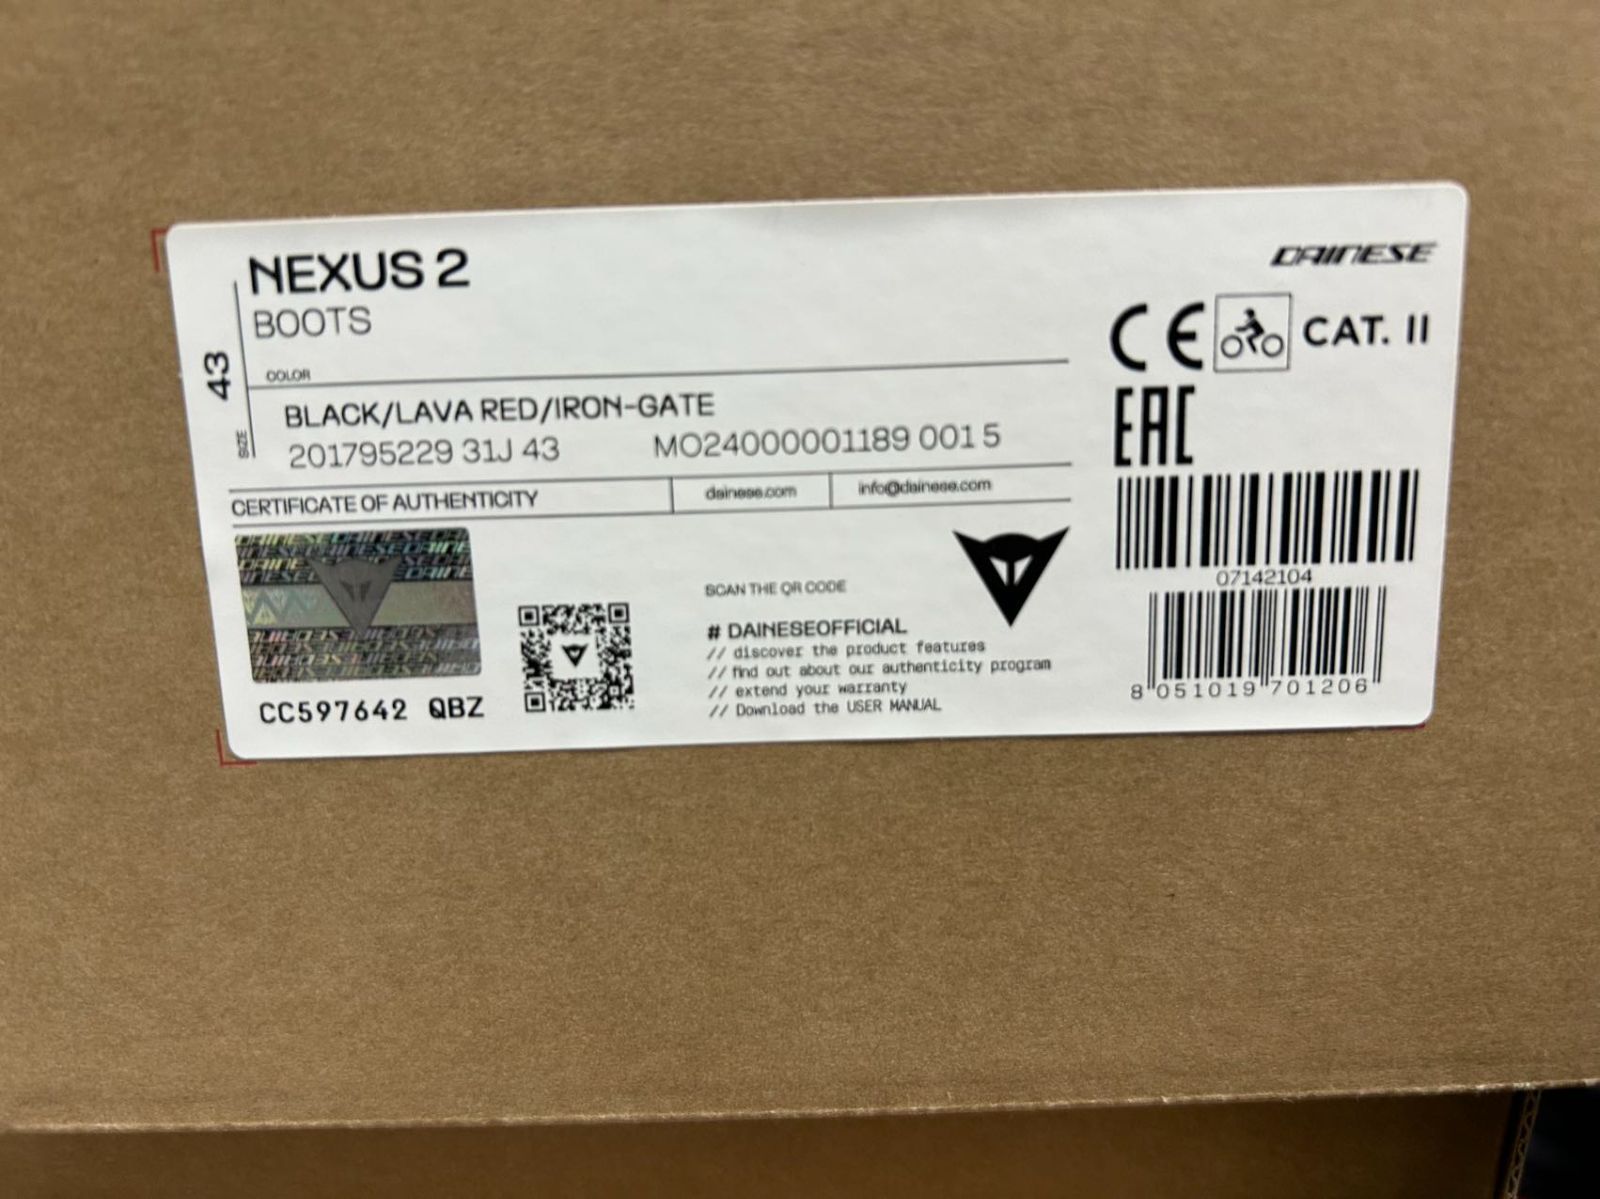 NEXUS 2
BOOTS
SIZE 43
COLOR
BLACK/LAVA RED/IRON-GATE
201795229 31J 43 MO24000001189 001 5
CERTIFICATE OF AUTHENTICITY dainese.com info@dainese.com
CC597642 QBZ
SCAN THE QR CODE
# DAINESEOFFICIAL
// discover the product features
// find out about our authenticity program
// extend your warranty
// Download the USER MANUAL
DAINESE
CE CAT. II
EAC
07142104
8 051019 701206